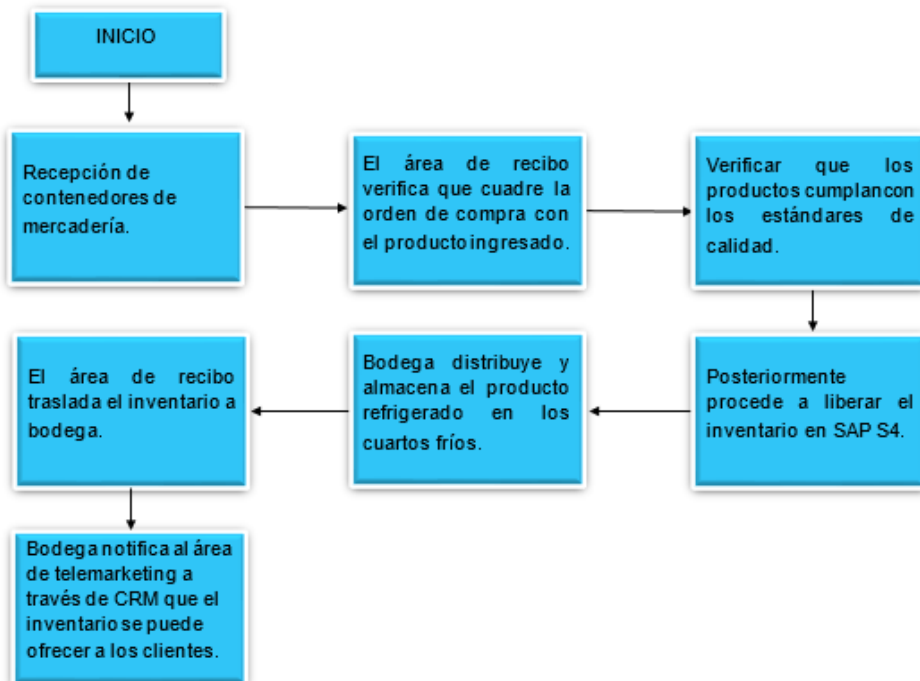 INICIO
Recepción de
contenedores de
mercadería.
El área de recibo
verifica que cuadre la
orden de compra con
el producto ingresado.
Verificar que los
productos cumplan con
los estándares de
calidad.
Posteriormente
procede a liberar el
inventario en SAP S4.
Bodega distribuye y
almacena el producto
refrigerado en los
cuartos fríos.
El área de recibo
traslada el inventario a
bodega.
Bodega notifica al área
de telemarketing a
través de CRM que el
inventario se puede
ofrecer a los clientes.